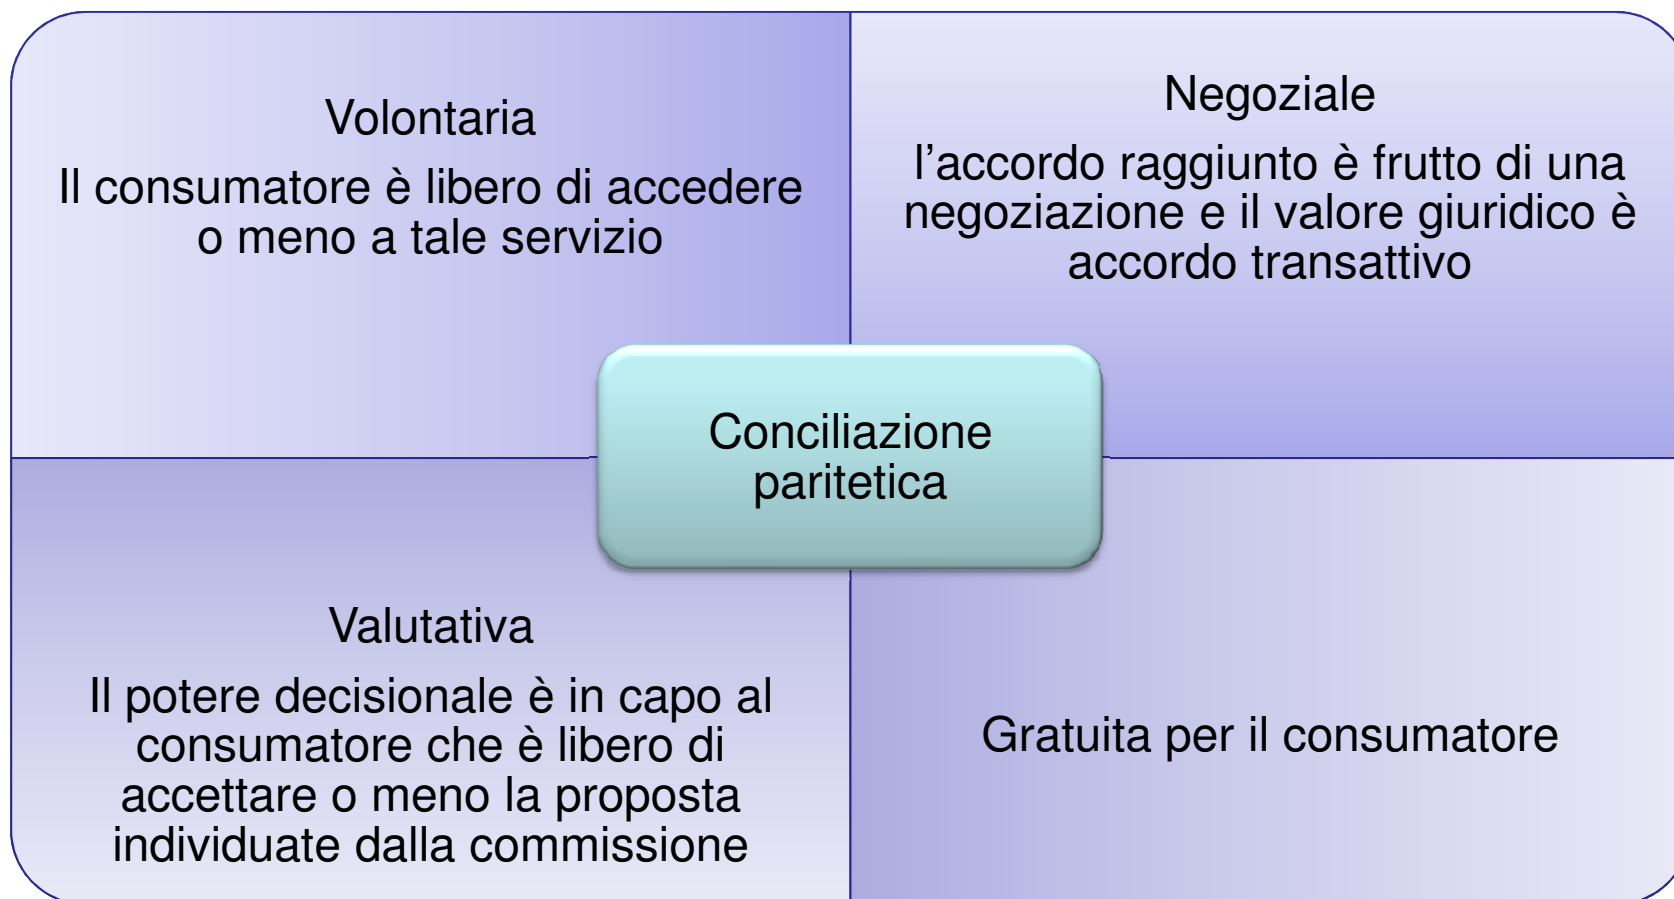 Volontaria
Il consumatore è libero di accedere
o meno a tale servizio
Negoziale
l’accordo raggiunto è frutto di una
negoziazione e il valore giuridico è
accordo transattivo
Conciliazione
paritetica
Valutativa
Il potere decisionale è in capo al
consumatore che è libero di
accettare o meno la proposta
individuate dalla commissione
Gratuita per il consumatore